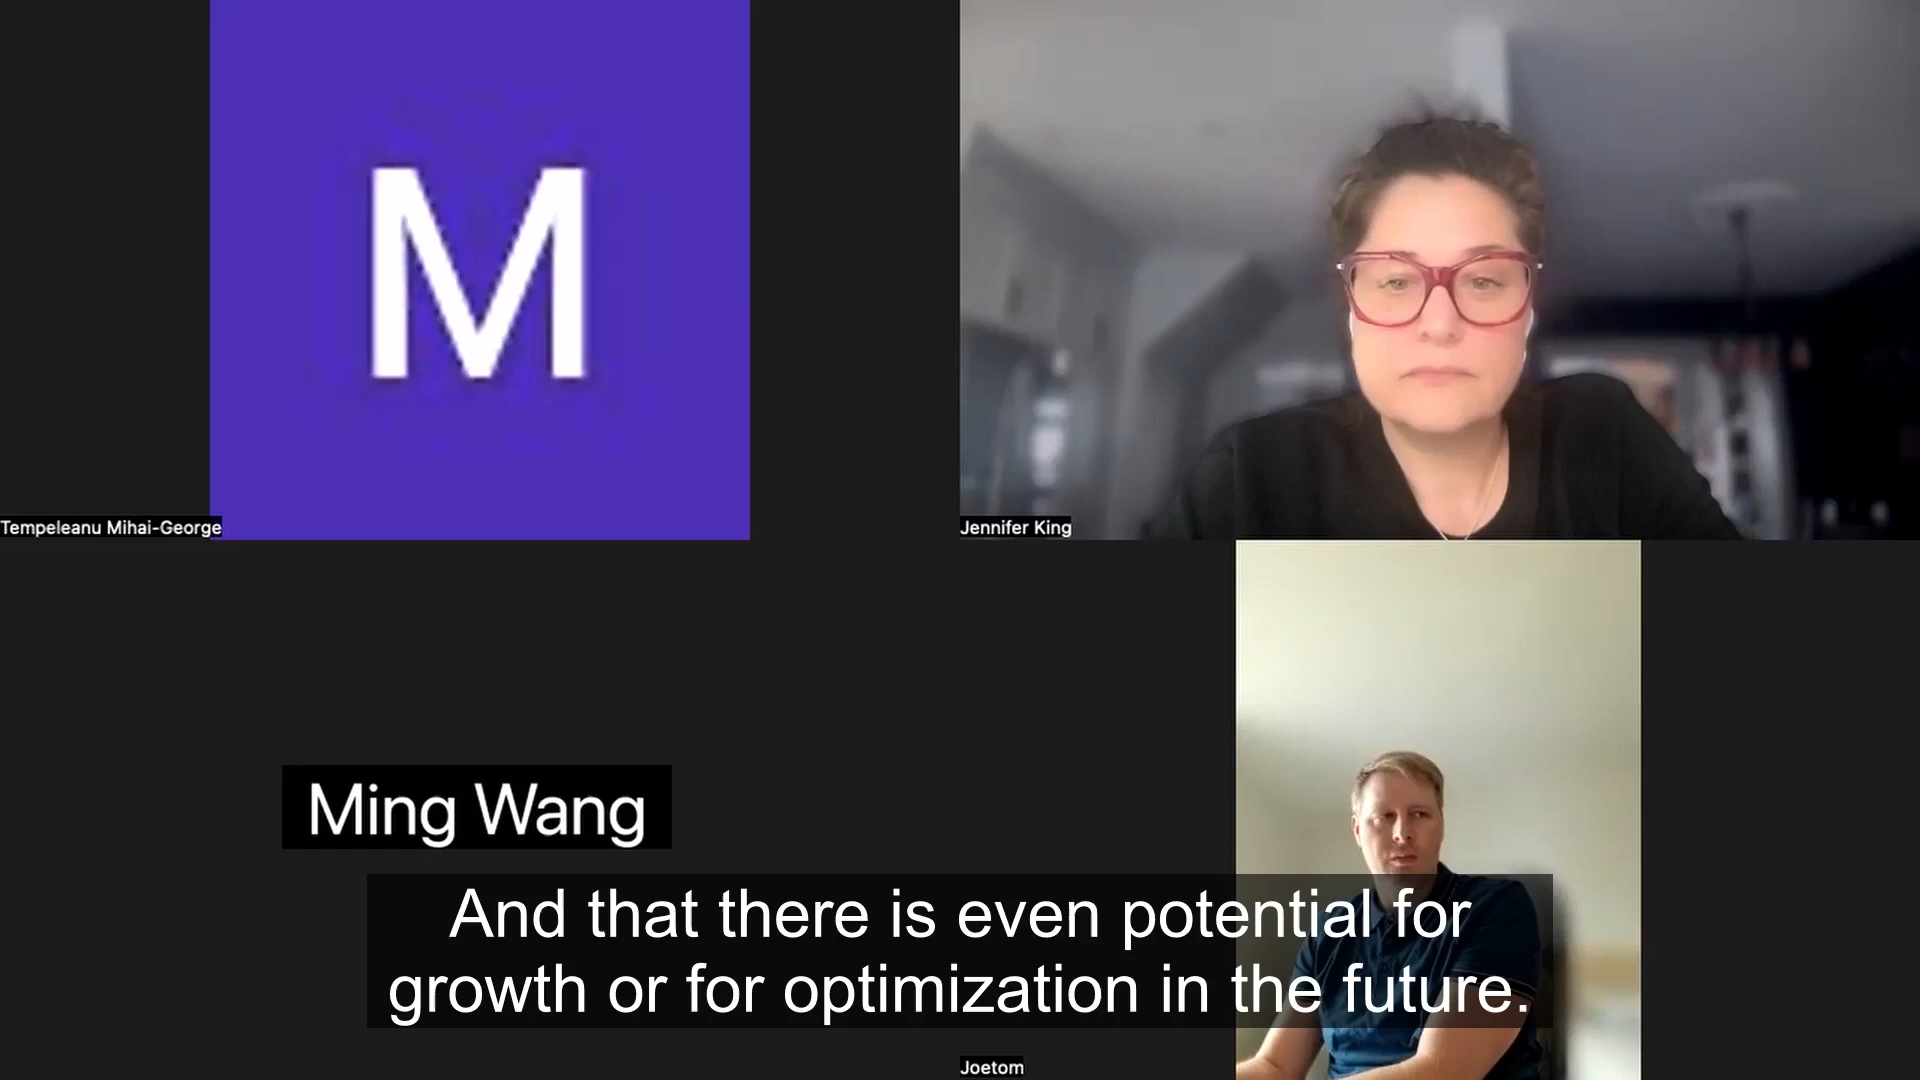 M
Tempeleanu Mihai-George
Jennifer King
Ming Wang
And that there is even potential for
growth or for optimization in the future.
Joetom